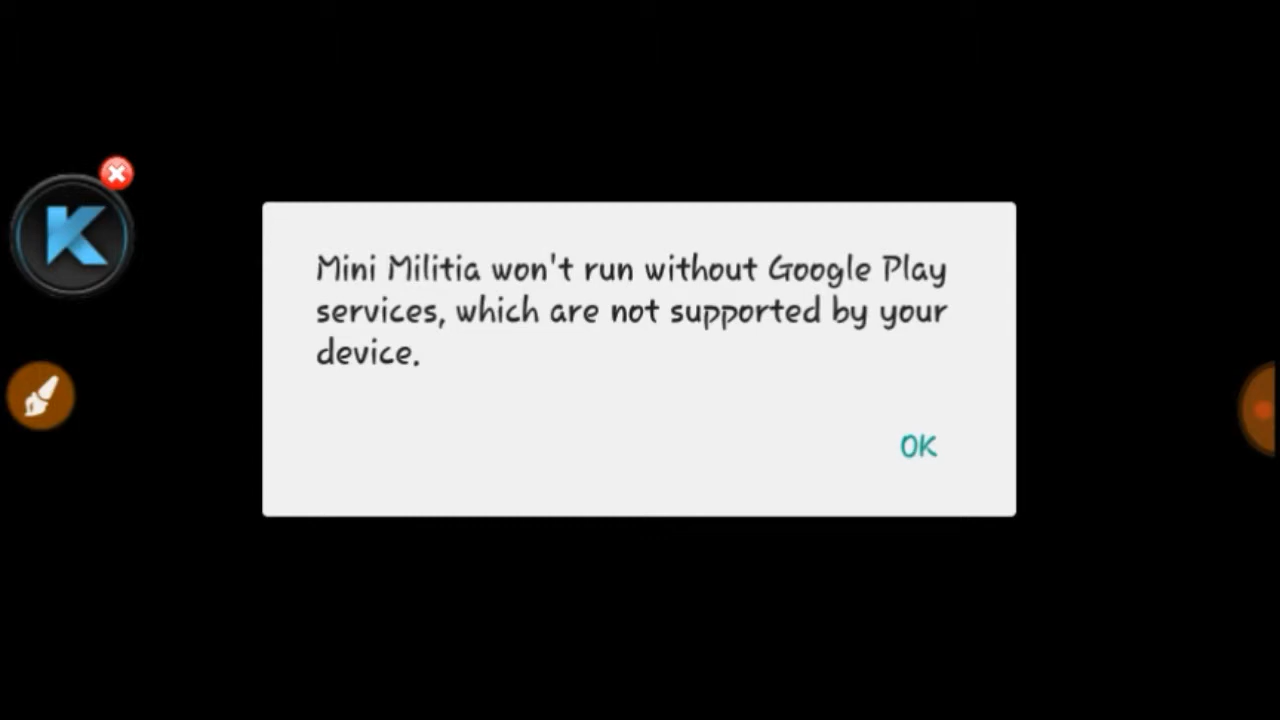 K
Mini Militia won't run without Google Play
services, which are not supported by your
device.
OK